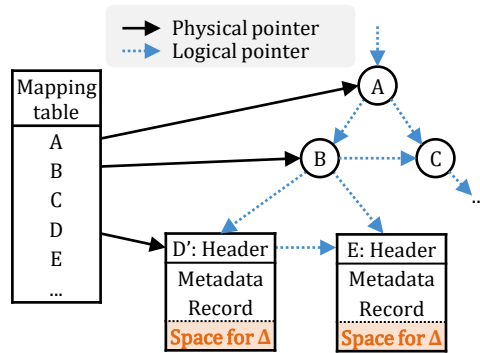 Physical pointer
Logical pointer
Mapping
table
A
B
C
D
E
...
A
B
C
..
D’: Header
Metadata
Record
Space for Δ
E: Header
Metadata
Record
Space for Δ